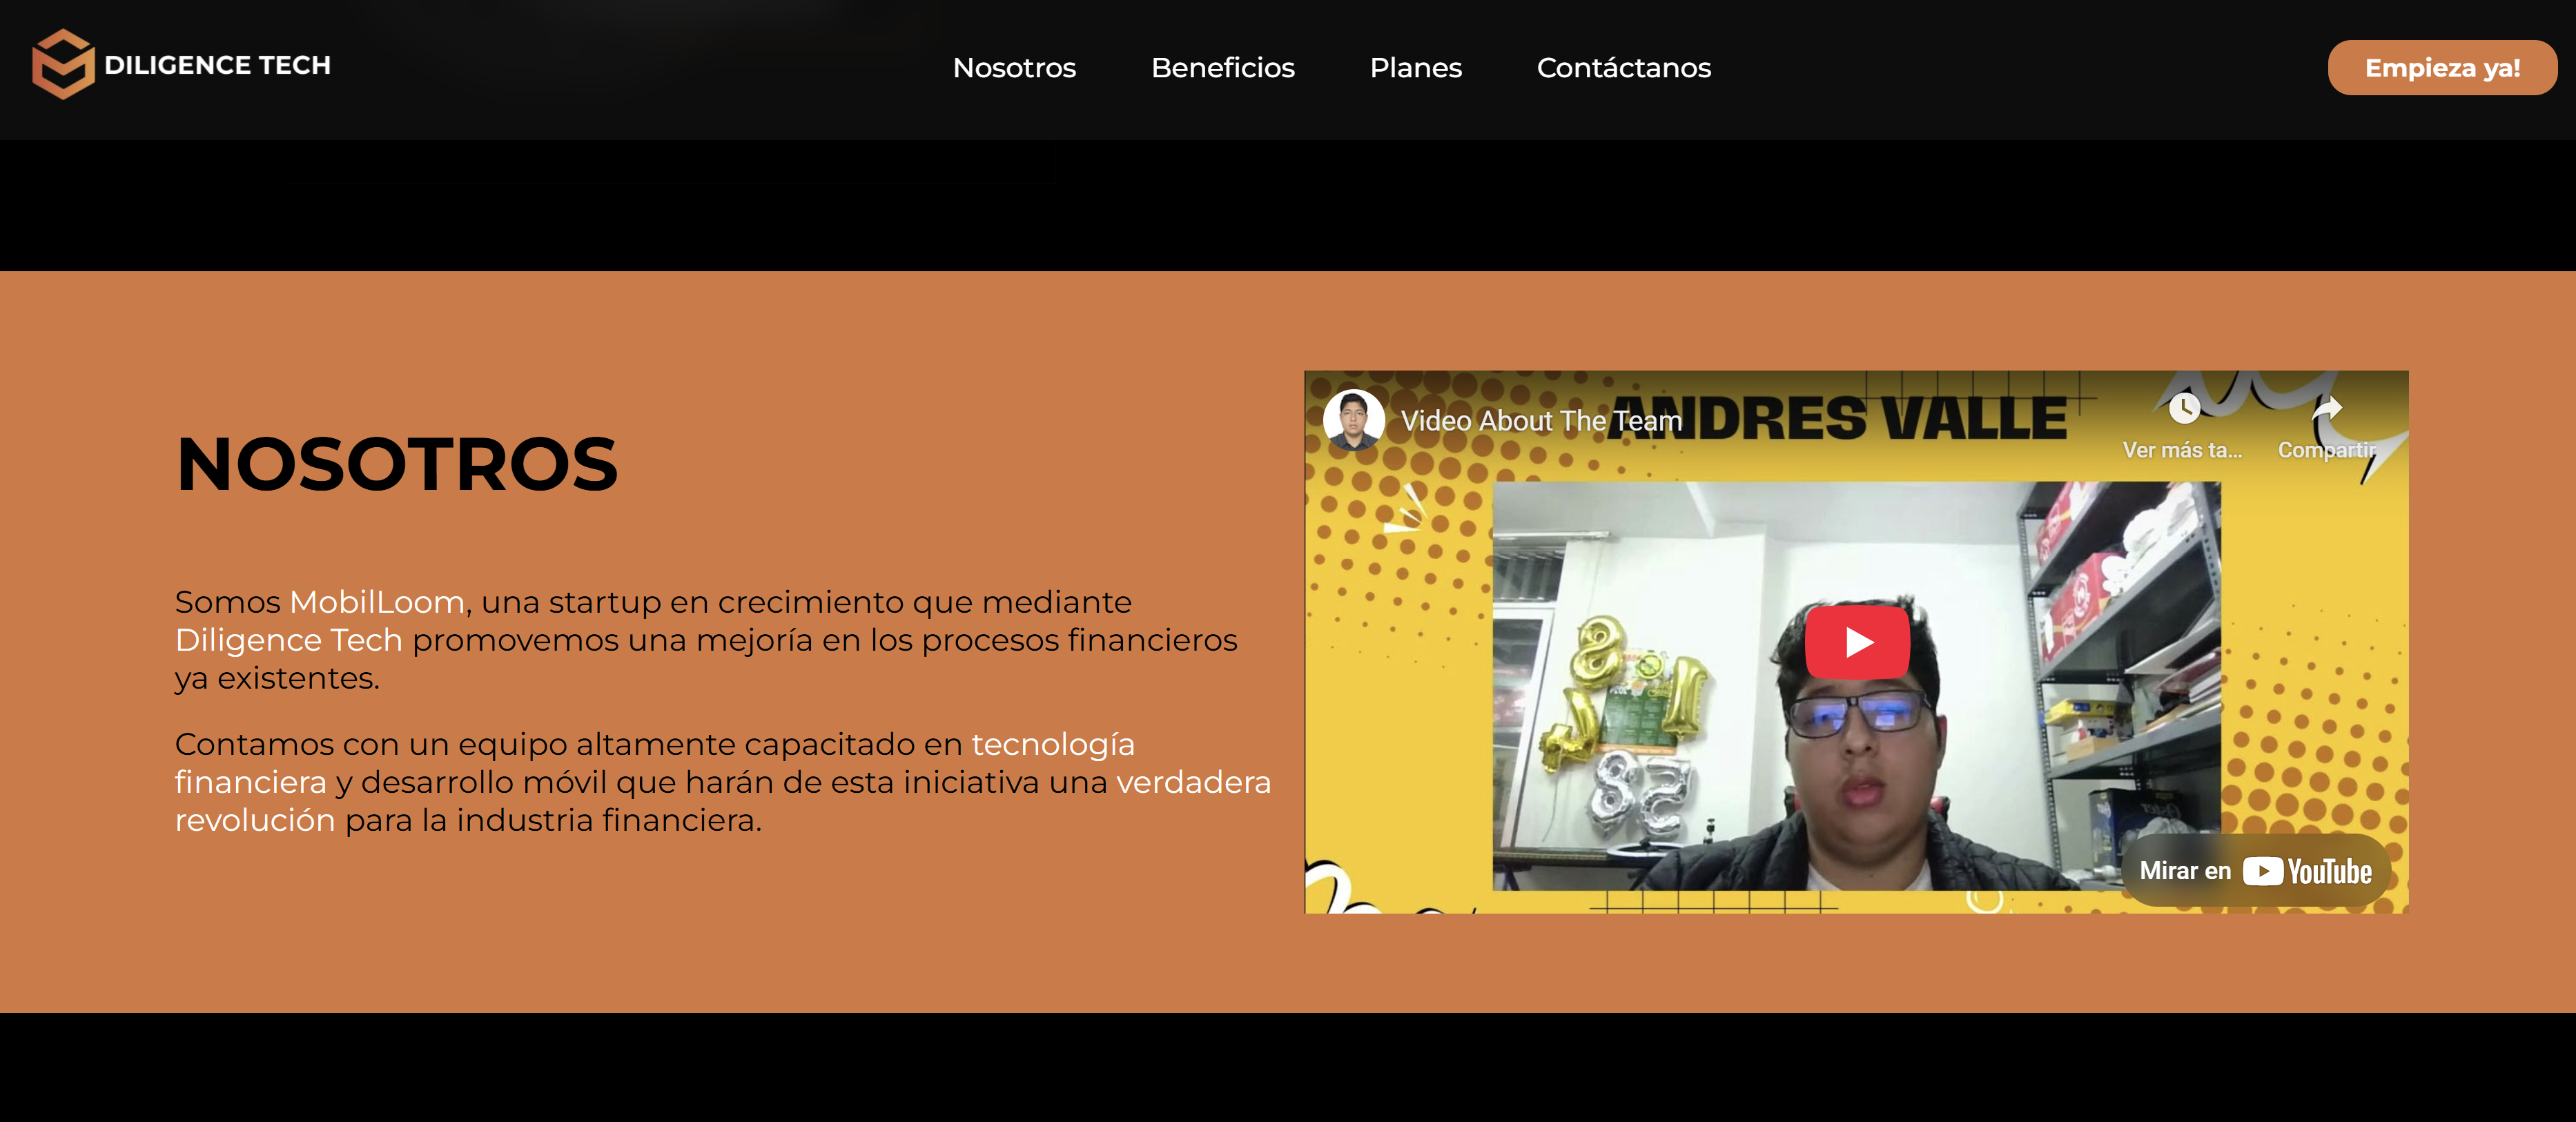 DILIGENCE TECH
Nosotros
Beneficios
Planes
Contáctanos
Empieza ya!
NOSOTROS
Somos MobilLoom, una startup en crecimiento que mediante
Diligence Tech promovemos una mejoría en los procesos financieros
ya existentes.
Contamos con un equipo altamente capacitado en tecnología
financiera y desarrollo móvil que harán de esta iniciativa una verdadera
revolución para la industria financiera.
Video About The Team
ANDRES VALLE
Ver más ta...
Compartir
Mirar en YouTube